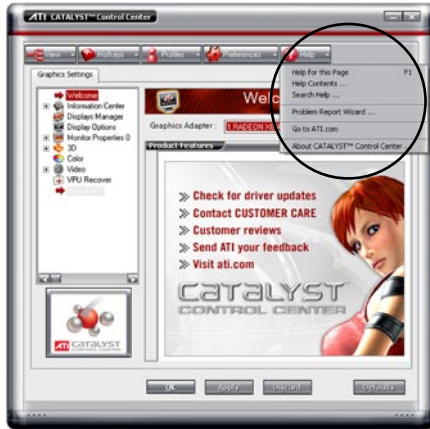 ATI CATALYST™ Control Center
View
Hotkeys
Profiles
Preferences
Help
Help for this Page F1
Help Contents ...
Search Help ...
Problem Report Wizard ...
Go to ATI.com
About CATALYST™ Control Center
Graphics Settings
Welcome
Information Center
Displays Manager
Display Options
Monitor Properties 0
3D
Color
Video
VPU Recover
Graphics Adapter
Product Features
Check for driver updates
Contact CUSTOMER CARE
Customer reviews
Send ATI your feedback
Visit ati.com
CATALYST
CONTROL CENTER
ATI CATALYST
OK
Apply
Discard
Defaults